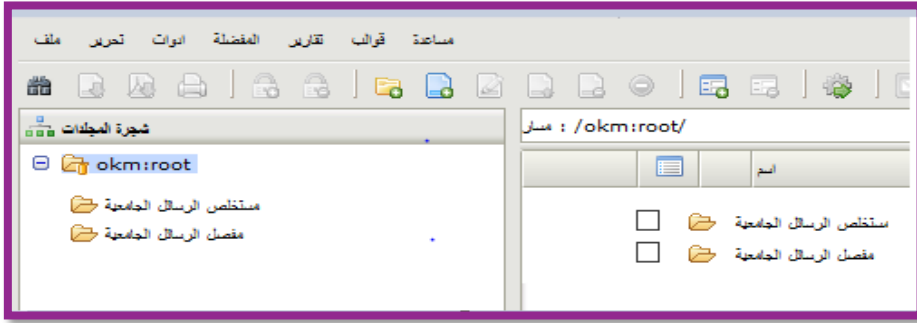 ملف تحرير ادوات المفضلة تقارير قوالب مساعدة
شجرة المجلدات
okm:root
مستخلص الرسائل الجامعية
مفصل الرسائل الجامعية
مسار : /okm:root/
اسم
مستخلص الرسائل الجامعية
مفصل الرسائل الجامعية